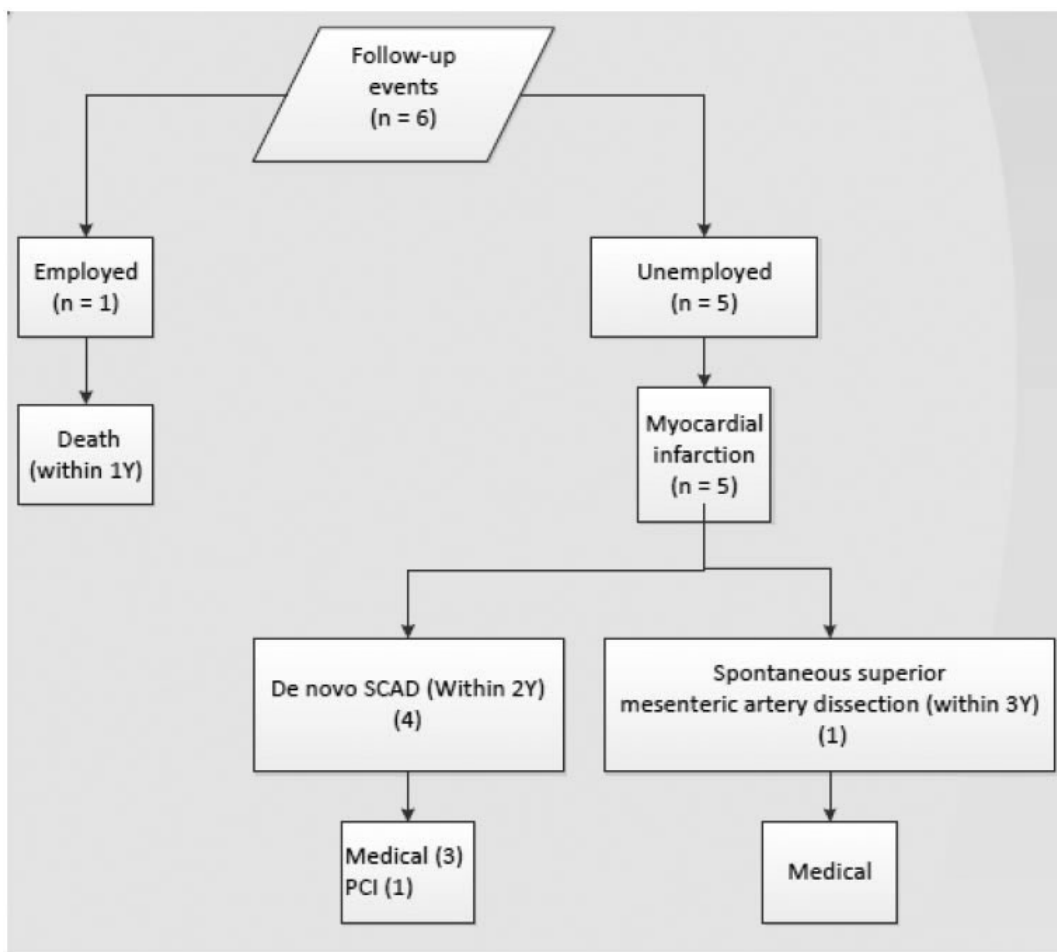 Follow-up
events
(n = 6)
Employed
(n = 1)
Unemployed
(n = 5)
Death
(within 1Y)
Myocardial
infarction
(n = 5)
De novo SCAD (Within 2Y)
(4)
Spontaneous superior
mesenteric artery dissection (within 3Y)
(1)
Medical (3)
PCI (1)
Medical